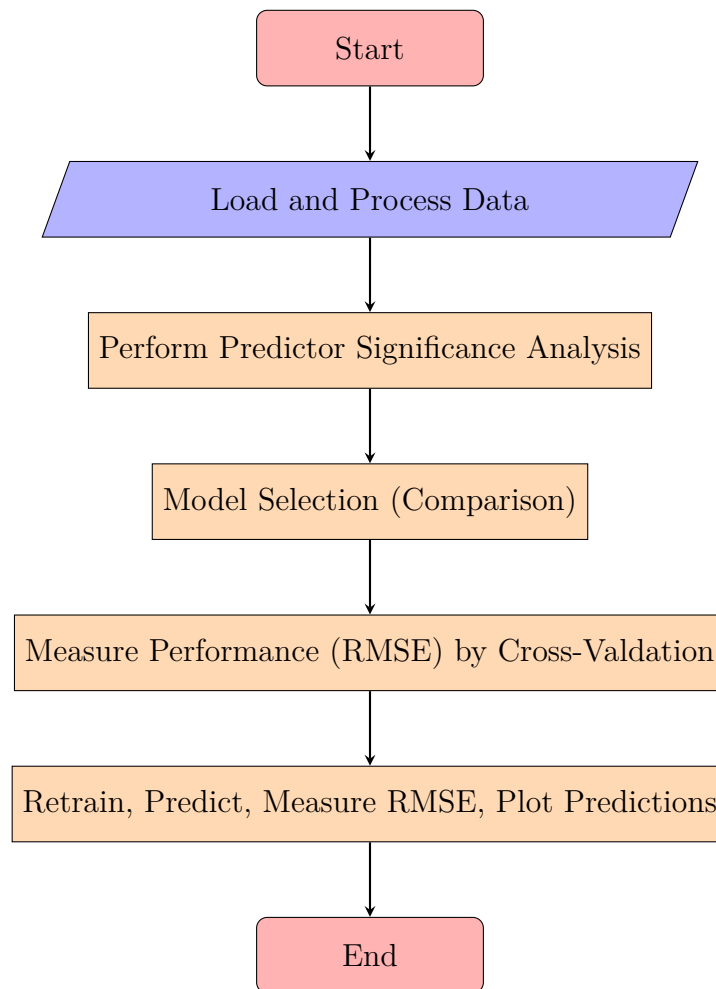 Start
Load and Process Data
Perform Predictor Significance Analysis
Model Selection (Comparison)
Measure Performance (RMSE) by Cross-Valdation
Retrain, Predict, Measure RMSE, Plot Predictions
End